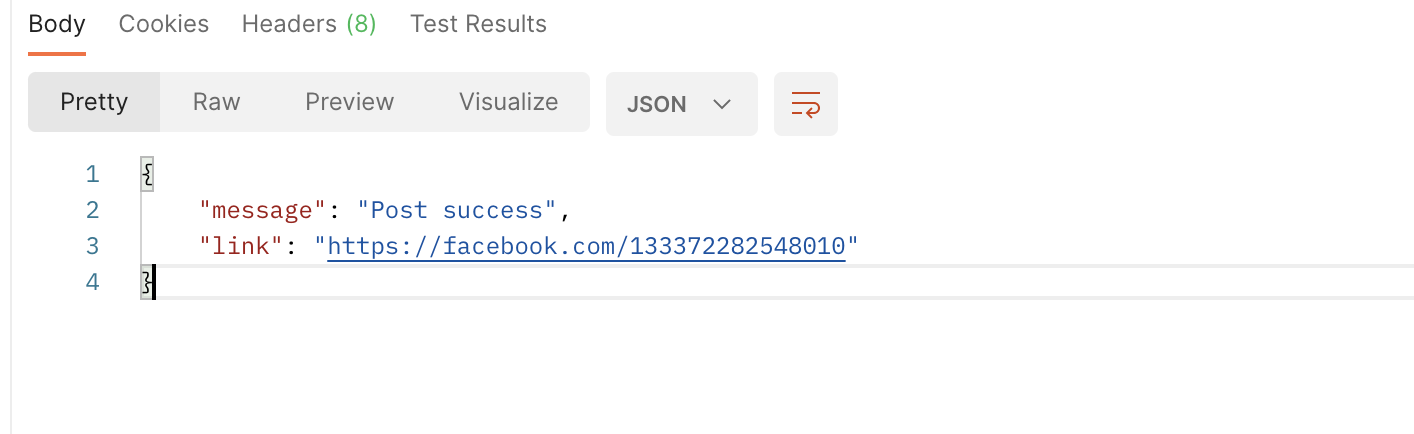 Body Cookies Headers (8) Test Results
Pretty Raw Preview Visualize JSON
1 {
2 "message": "Post success",
3 "link": "https://facebook.com/133372282548010"
4 }